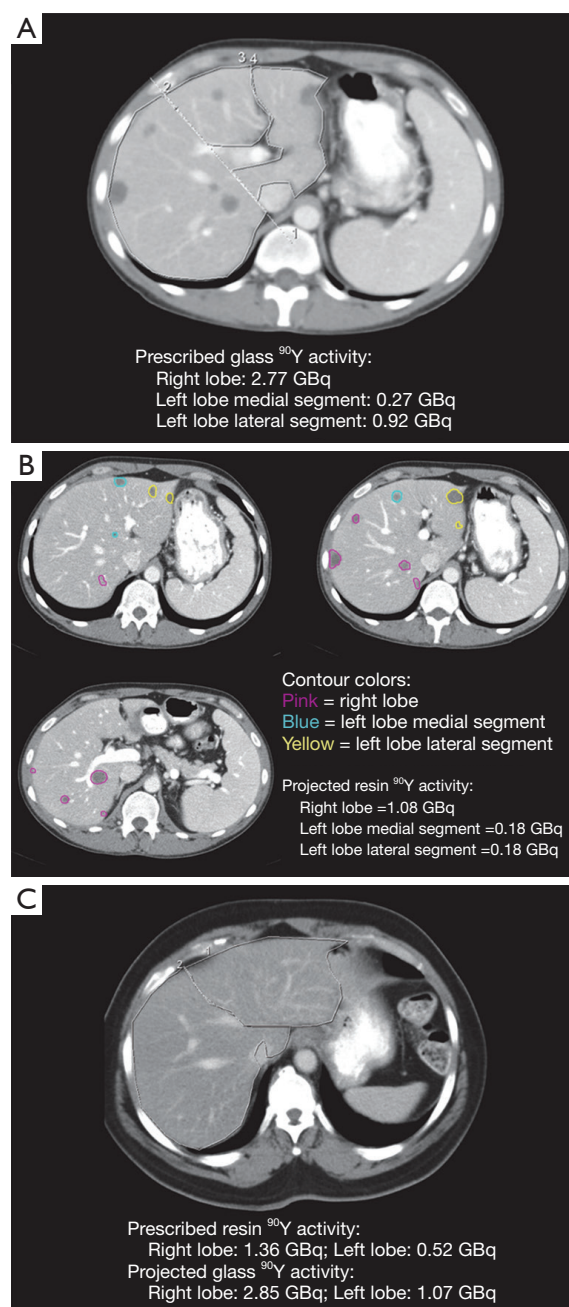 A
3 4
2
1
Prescribed glass ⁹⁰Y activity:
Right lobe: 2.77 GBq
Left lobe medial segment: 0.27 GBq
Left lobe lateral segment: 0.92 GBq
B
Contour colors:
Pink = right lobe
Blue = left lobe medial segment
Yellow = left lobe lateral segment
Projected resin ⁹⁰Y activity:
Right lobe =1.08 GBq
Left lobe medial segment =0.18 GBq
Left lobe lateral segment =0.18 GBq
C
1
2
Prescribed resin ⁹⁰Y activity:
Right lobe: 1.36 GBq; Left lobe: 0.52 GBq
Projected glass ⁹⁰Y activity:
Right lobe: 2.85 GBq; Left lobe: 1.07 GBq